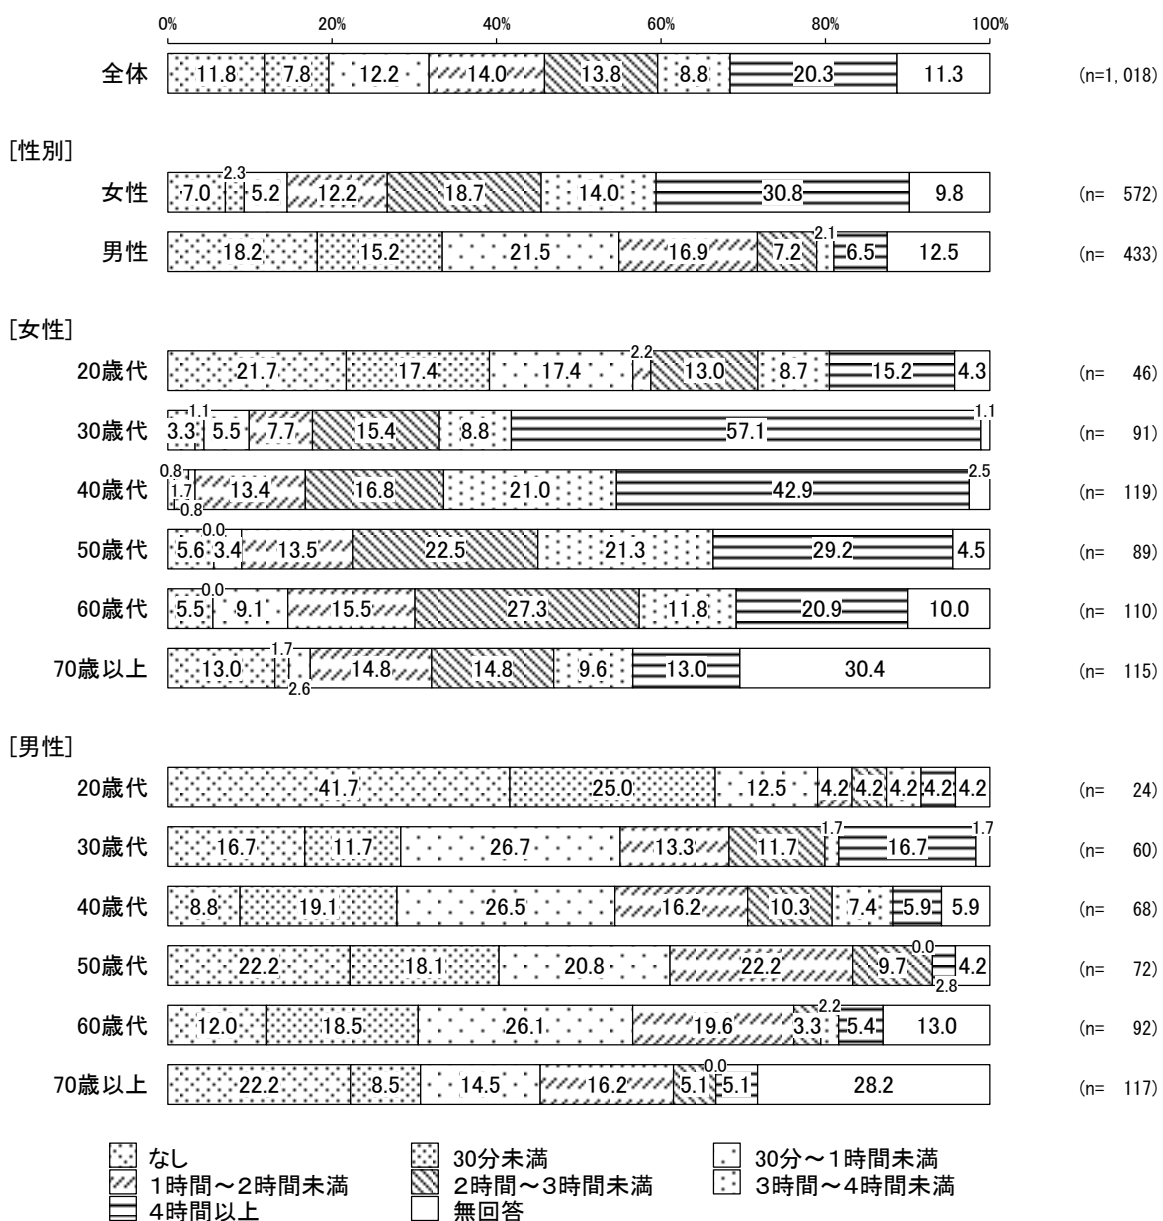 0% 20% 40% 60% 80% 100%
全体 11.8 7.8 12.2 14.0 13.8 8.8 20.3 11.3 (n=1,018)
[性別]
女性 7.0 2.3 5.2 12.2 18.7 14.0 30.8 9.8 (n= 572)
男性 18.2 15.2 21.5 16.9 7.2 2.1 6.5 12.5 (n= 433)
[女性]
20歳代 21.7 17.4 17.4 2.2 13.0 8.7 15.2 4.3 (n= 46)
30歳代 3.3 1.1 5.5 7.7 15.4 8.8 57.1 1.1 (n= 91)
40歳代 0.8 1.7 0.8 13.4 16.8 21.0 42.9 2.5 (n= 119)
50歳代 5.6 0.0 3.4 13.5 22.5 21.3 29.2 4.5 (n= 89)
60歳代 5.5 0.0 9.1 15.5 27.3 11.8 20.9 10.0 (n= 110)
70歳以上 13.0 1.7 2.6 14.8 14.8 9.6 13.0 30.4 (n= 115)
[男性]
20歳代 41.7 25.0 12.5 4.2 4.2 4.2 4.2 4.2 (n= 24)
30歳代 16.7 11.7 26.7 13.3 11.7 1.7 16.7 1.7 (n= 60)
40歳代 8.8 19.1 26.5 16.2 10.3 7.4 5.9 5.9 (n= 68)
50歳代 22.2 18.1 20.8 22.2 9.7 0.0 2.8 4.2 (n= 72)
60歳代 12.0 18.5 26.1 19.6 3.3 2.2 5.4 13.0 (n= 92)
70歳以上 22.2 8.5 14.5 16.2 5.1 0.0 5.1 28.2 (n= 117)
なし 30分未満 30分～1時間未満
1時間～2時間未満 2時間～3時間未満 3時間～4時間未満
4時間以上 無回答